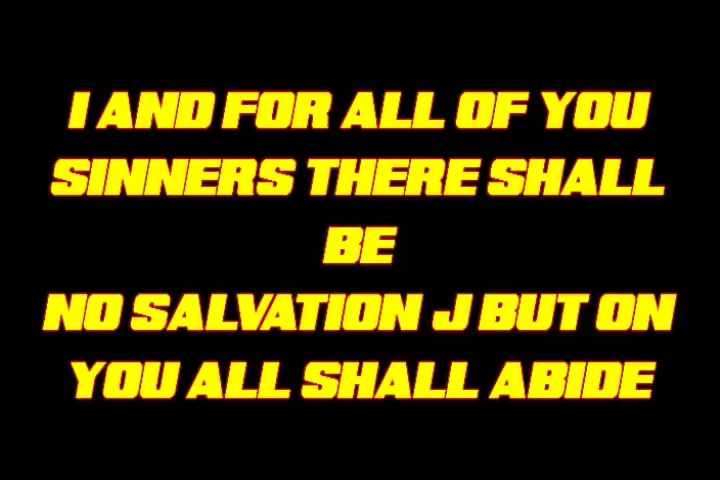 I AND FOR ALL OF YOU
SINNERS THERE SHALL
BE
NO SALVATION J BUT ON
YOU ALL SHALL ABIDE